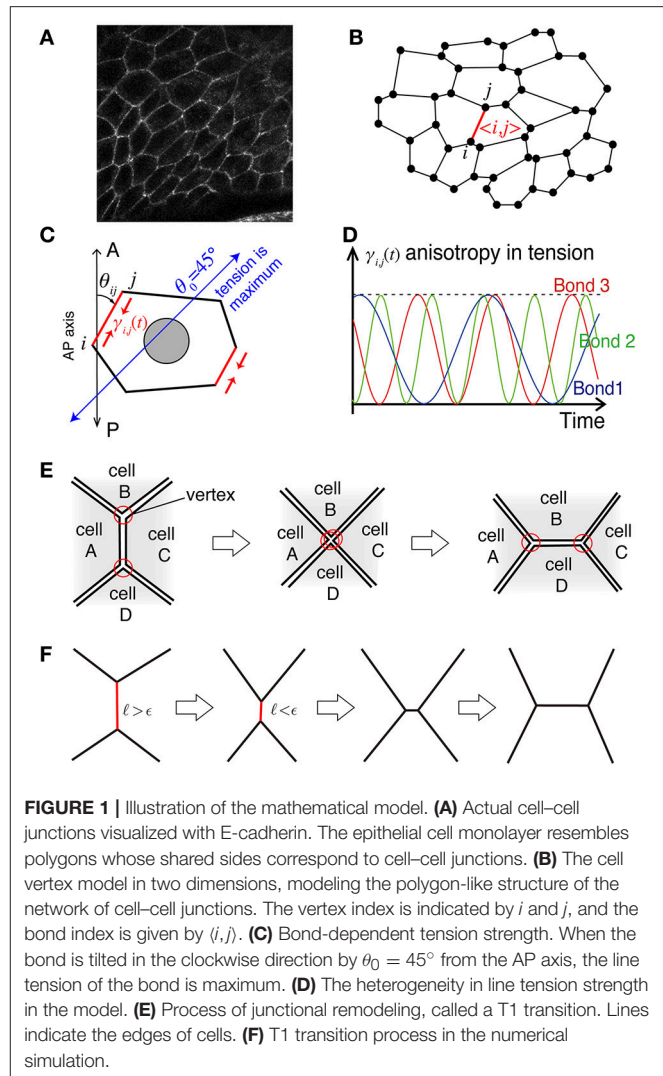 A
B
j
<i,j>
i
C
A
θij
j
γi,j(t)
i
AP axis
P
θ0=45°
tension is
maximum
D
γi,j(t) anisotropy in tension
Bond 3
Bond 2
Bond1
Time
E
cell
B
vertex
cell
A
cell
C
cell
D
cell
B
cell
A
cell
C
cell
D
cell
B
cell
A
cell
C
cell
D
F
ℓ>ϵ
ℓ<ϵ
FIGURE 1 | Illustration of the mathematical model. (A) Actual cell–cell
junctions visualized with E-cadherin. The epithelial cell monolayer resembles
polygons whose shared sides correspond to cell–cell junctions. (B) The cell
vertex model in two dimensions, modeling the polygon-like structure of the
network of cell–cell junctions. The vertex index is indicated by i and j, and the
bond index is given by ⟨i,j⟩. (C) Bond-dependent tension strength. When the
bond is tilted in the clockwise direction by θ0 = 45° from the AP axis, the line
tension of the bond is maximum. (D) The heterogeneity in line tension strength
in the model. (E) Process of junctional remodeling, called a T1 transition. Lines
indicate the edges of cells. (F) T1 transition process in the numerical
simulation.